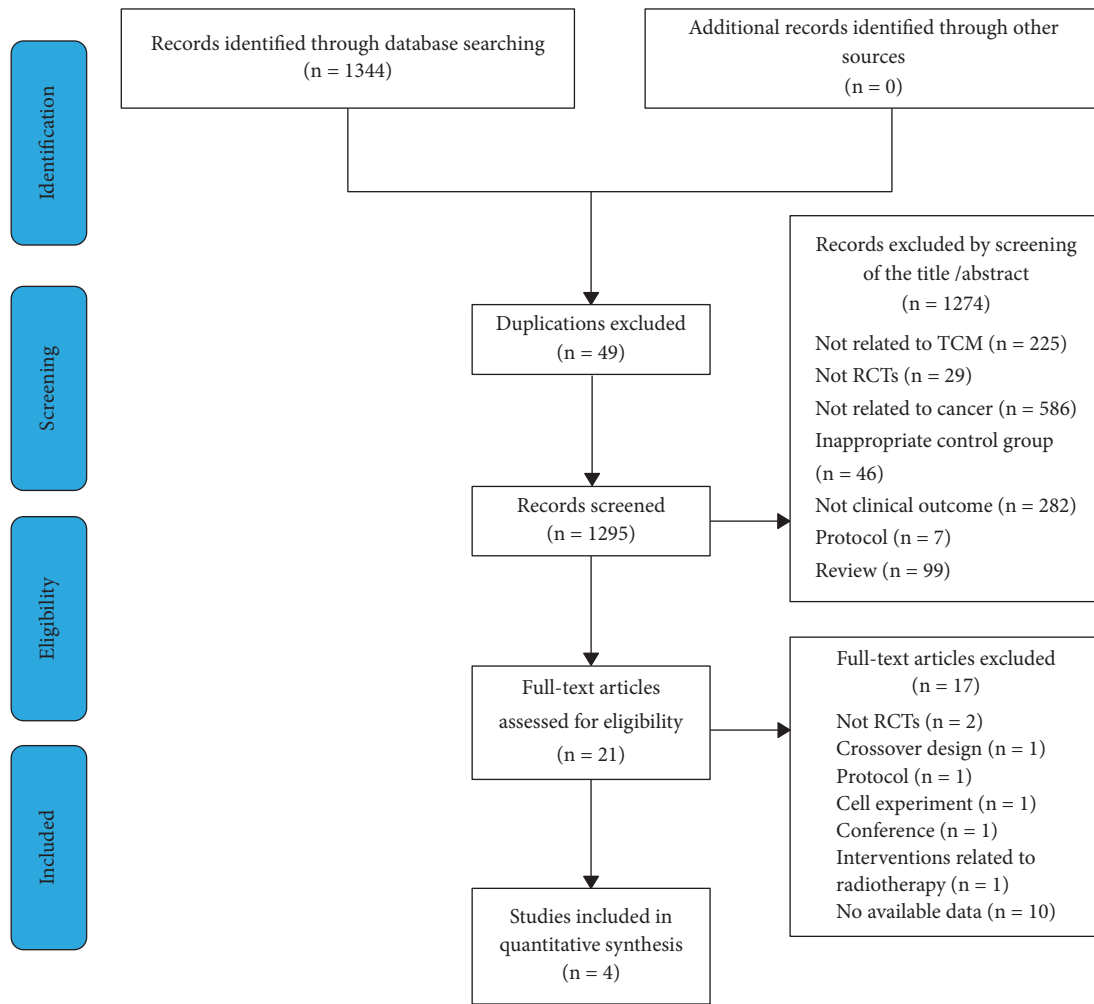 Identification
Records identified through database searching
(n = 1344)
Additional records identified through other
sources
(n = 0)
Screening
Duplications excluded
(n = 49)
Records screened
(n = 1295)
Records excluded by screening
of the title /abstract
(n = 1274)
Not related to TCM (n = 225)
Not RCTs (n = 29)
Not related to cancer (n = 586)
Inappropriate control group
(n = 46)
Not clinical outcome (n = 282)
Protocol (n = 7)
Review (n = 99)
Eligibility
Full-text articles
assessed for eligibility
(n = 21)
Full-text articles excluded
(n = 17)
Not RCTs (n = 2)
Crossover design (n = 1)
Protocol (n = 1)
Cell experiment (n = 1)
Conference (n = 1)
Interventions related to
radiotherapy (n = 1)
No available data (n = 10)
Included
Studies included in
quantitative synthesis
(n = 4)